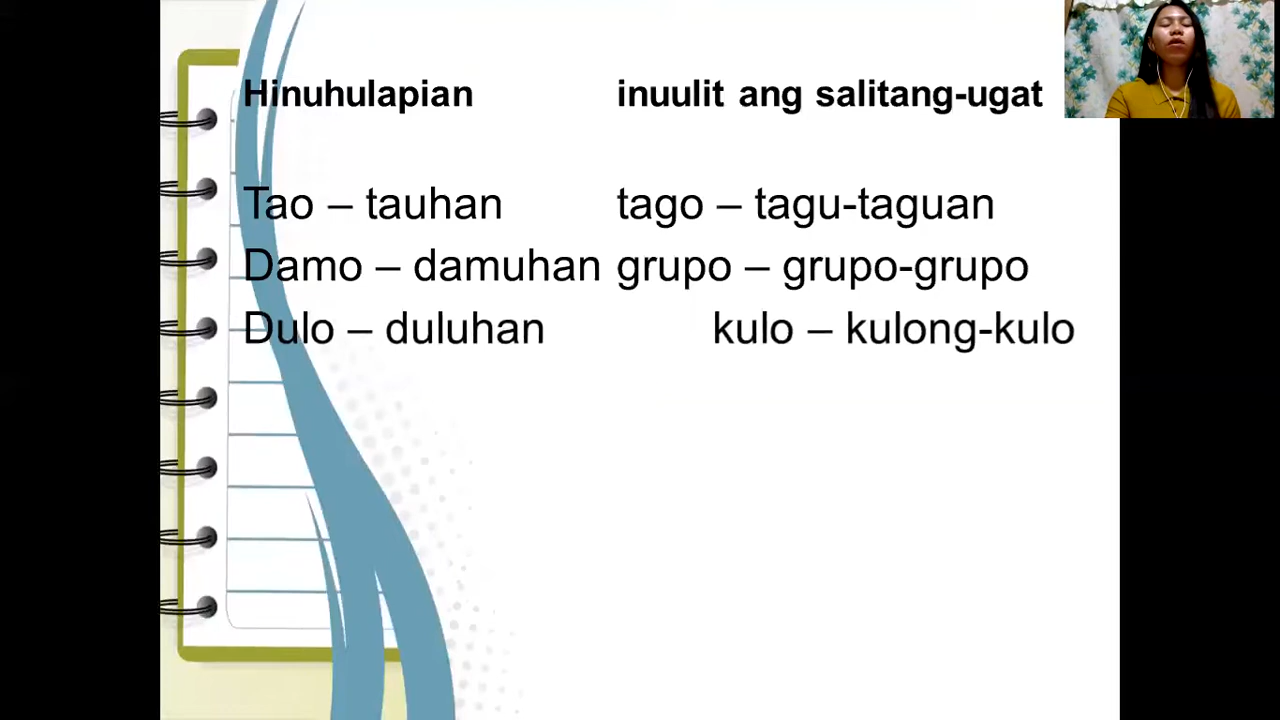 Hinuhulapian inuulit ang salitang-ugat
Tao – tauhan tago – tagu-taguan
Damo – damuhan grupo – grupo-grupo
Dulo – duluhan kulo – kulong-kulo